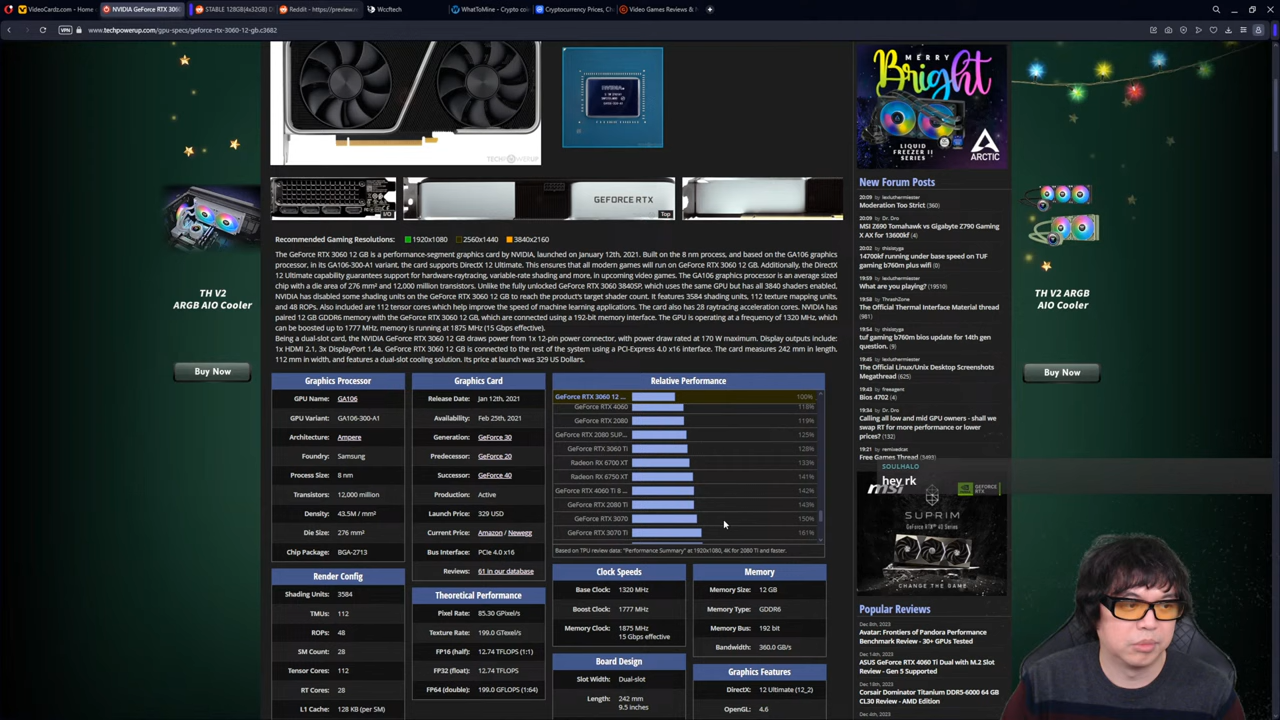 VideoCardz.com - Home
NVIDIA GeForce RTX 3060
STABLE 128GB(4x32GB) D
Reddit - https://preview.re
Wccftech
WhatToMine - Crypto co
Cryptocurrency Prices, Ch
Video Games Reviews & N
VPN
www.techpowerup.com/gpu-specs/geforce-rtx-3060-12-gb.c3682
TECHPOWERUP
NVIDIA
I/O
GEFORCE RTX
Top
Recommended Gaming Resolutions: 1920x1080 2560x1440 3840x2160
The GeForce RTX 3060 12 GB is a performance-segment graphics card by NVIDIA, launched on January 12th, 2021. Built on the 8 nm process, and based on the GA106 graphics
processor, in its GA106-300-A1 variant, the card supports DirectX 12 Ultimate. This ensures that all modern games will run on GeForce RTX 3060 12 GB. Additionally, the DirectX
12 Ultimate capability guarantees support for hardware-raytracing, variable-rate shading and more, in upcoming video games. The GA106 graphics processor is an average sized
chip with a die area of 276 mm² and 12,000 million transistors. Unlike the fully unlocked GeForce RTX 3060 3840SP, which uses the same GPU but has all 3840 shaders enabled,
NVIDIA has disabled some shading units on the GeForce RTX 3060 12 GB to reach the product's target shader count. It features 3584 shading units, 112 texture mapping units,
and 48 ROPs. Also included are 112 tensor cores which help improve the speed of machine learning applications. The card also has 28 raytracing acceleration cores. NVIDIA has
paired 12 GB GDDR6 memory with the GeForce RTX 3060 12 GB, which are connected using a 192-bit memory interface. The GPU is operating at a frequency of 1320 MHz, which
can be boosted up to 1777 MHz, memory is running at 1875 MHz (15 Gbps effective).
Being a dual-slot card, the NVIDIA GeForce RTX 3060 12 GB draws power from 1x 12-pin power connector, with power draw rated at 170 W maximum. Display outputs include:
1x HDMI 2.1, 3x DisplayPort 1.4a. GeForce RTX 3060 12 GB is connected to the rest of the system using a PCI-Express 4.0 x16 interface. The card measures 242 mm in length,
112 mm in width, and features a dual-slot cooling solution. Its price at launch was 329 US Dollars.
Graphics Processor
GPU Name: GA106
GPU Variant: GA106-300-A1
Architecture: Ampere
Foundry: Samsung
Process Size: 8 nm
Transistors: 12,000 million
Density: 43.5M / mm²
Die Size: 276 mm²
Chip Package: BGA-2713
Render Config
Shading Units: 3584
TMUs: 112
ROPs: 48
SM Count: 28
Tensor Cores: 112
RT Cores: 28
L1 Cache: 128 KB (per SM)
Graphics Card
Release Date: Jan 12th, 2021
Availability: Feb 25th, 2021
Generation: GeForce 30
Predecessor: GeForce 20
Successor: GeForce 40
Production: Active
Launch Price: 329 USD
Current Price: Amazon / Newegg
Bus Interface: PCIe 4.0 x16
Reviews: 61 in our database
Theoretical Performance
Pixel Rate: 85.30 GPixel/s
Texture Rate: 199.0 GTexel/s
FP16 (half): 12.74 TFLOPS (1:1)
FP32 (float): 12.74 TFLOPS
FP64 (double): 199.0 GFLOPS (1:64)
Relative Performance
GeForce RTX 3060 12 ... 100%
GeForce RTX 4060 118%
GeForce RTX 2080 119%
GeForce RTX 2080 SUP... 125%
GeForce RTX 3060 Ti 128%
Radeon RX 6700 XT 133%
Radeon RX 6750 XT 141%
GeForce RTX 4060 Ti 8 ... 142%
GeForce RTX 2080 Ti 143%
GeForce RTX 3070 150%
GeForce RTX 3070 Ti 161%
Based on TPU review data: "Performance Summary" at 1920x1080, 4K for 2080 Ti and faster.
Clock Speeds
Base Clock: 1320 MHz
Boost Clock: 1777 MHz
Memory Clock: 1875 MHz
15 Gbps effective
Board Design
Slot Width: Dual-slot
Length: 242 mm
9.5 inches
Memory
Memory Size: 12 GB
Memory Type: GDDR6
Memory Bus: 192 bit
Bandwidth: 360.0 GB/s
Graphics Features
DirectX: 12 Ultimate (12_2)
OpenGL: 4.6
TH V2
ARGB AIO Cooler
Buy Now
MERRY
BRIGHT
LIQUID
FREEZER II
SERIES
ARCTIC
New Forum Posts
20:09 by lexluthermiester
Moderation Too Strict (360)
20:09 by Dr. Dro
MSI Z690 Tomahawk vs Gigabyte Z790 Gaming
X AX for 13600kf (4)
20:02 by thisistyga
14700kf running under base speed on TUF
gaming b760m plus wifi (0)
19:59 by lexluthermiester
What are you playing? (19510)
19:58 by ThrashZone
The Official Thermal Interface Material thread
(981)
19:54 by thisistyga
tuf gaming b760m bios update for 14th gen
question. (9)
19:45 by lexluthermiester
The Official Linux/Unix Desktop Screenshots
Megathread (625)
19:43 by freeagent
Bios 4702 (4)
19:34 by Dr. Dro
Calling all low and mid GPU owners - shall we
swap RT for more performance or lower
prices? (132)
19:23 by remixedcat
Free Games Thread
SOULHALO
hey rk
msi
GEFORCE
RTX
SUPRIM
GeForce RTX™ 40 Series
CHANGE THE GAME
Popular Reviews
Dec 8th, 2023
Avatar: Frontiers of Pandora Performance
Benchmark Review - 30+ GPUs Tested
Dec 14th, 2023
ASUS GeForce RTX 4060 Ti Dual with M.2 Slot
Review - Gen 5 Supported
Dec 18th, 2023
Corsair Dominator Titanium DDR5-6000 64 GB
CL30 Review - AMD Edition
TH V2
ARGB AIO Cooler
Buy Now